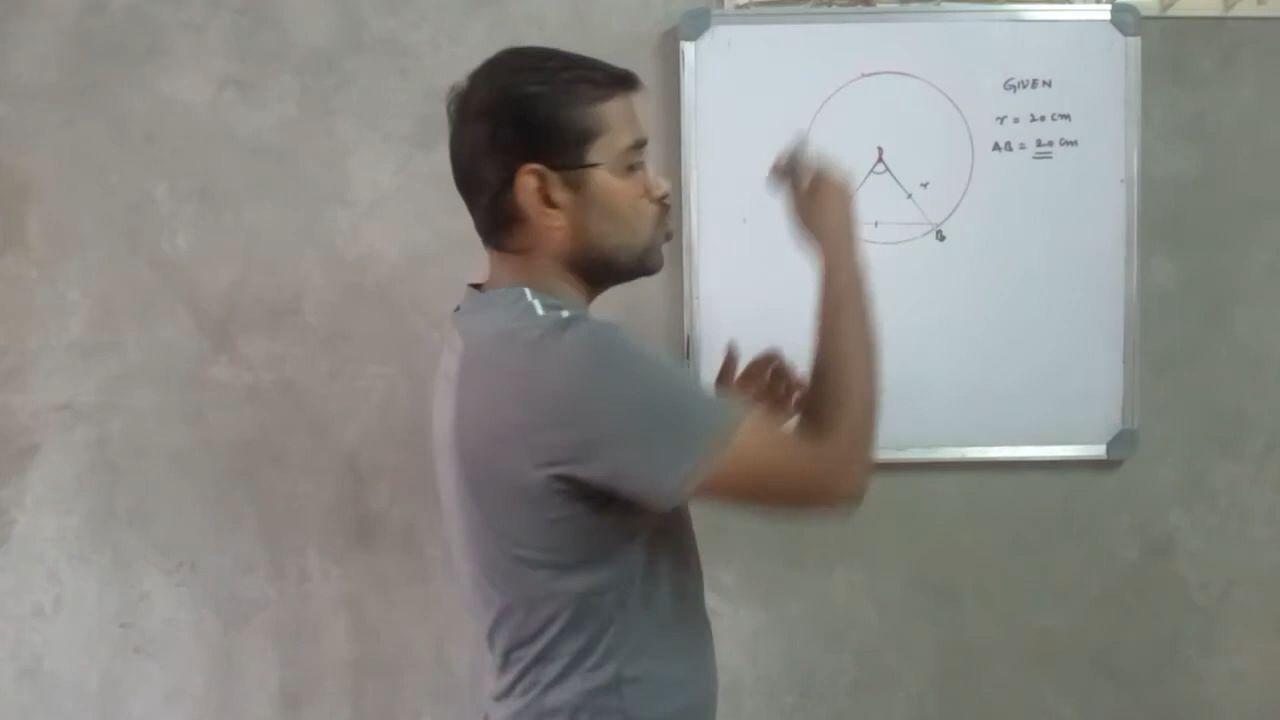 GIVEN
r = 20 cm
AB = 20 cm
r
B